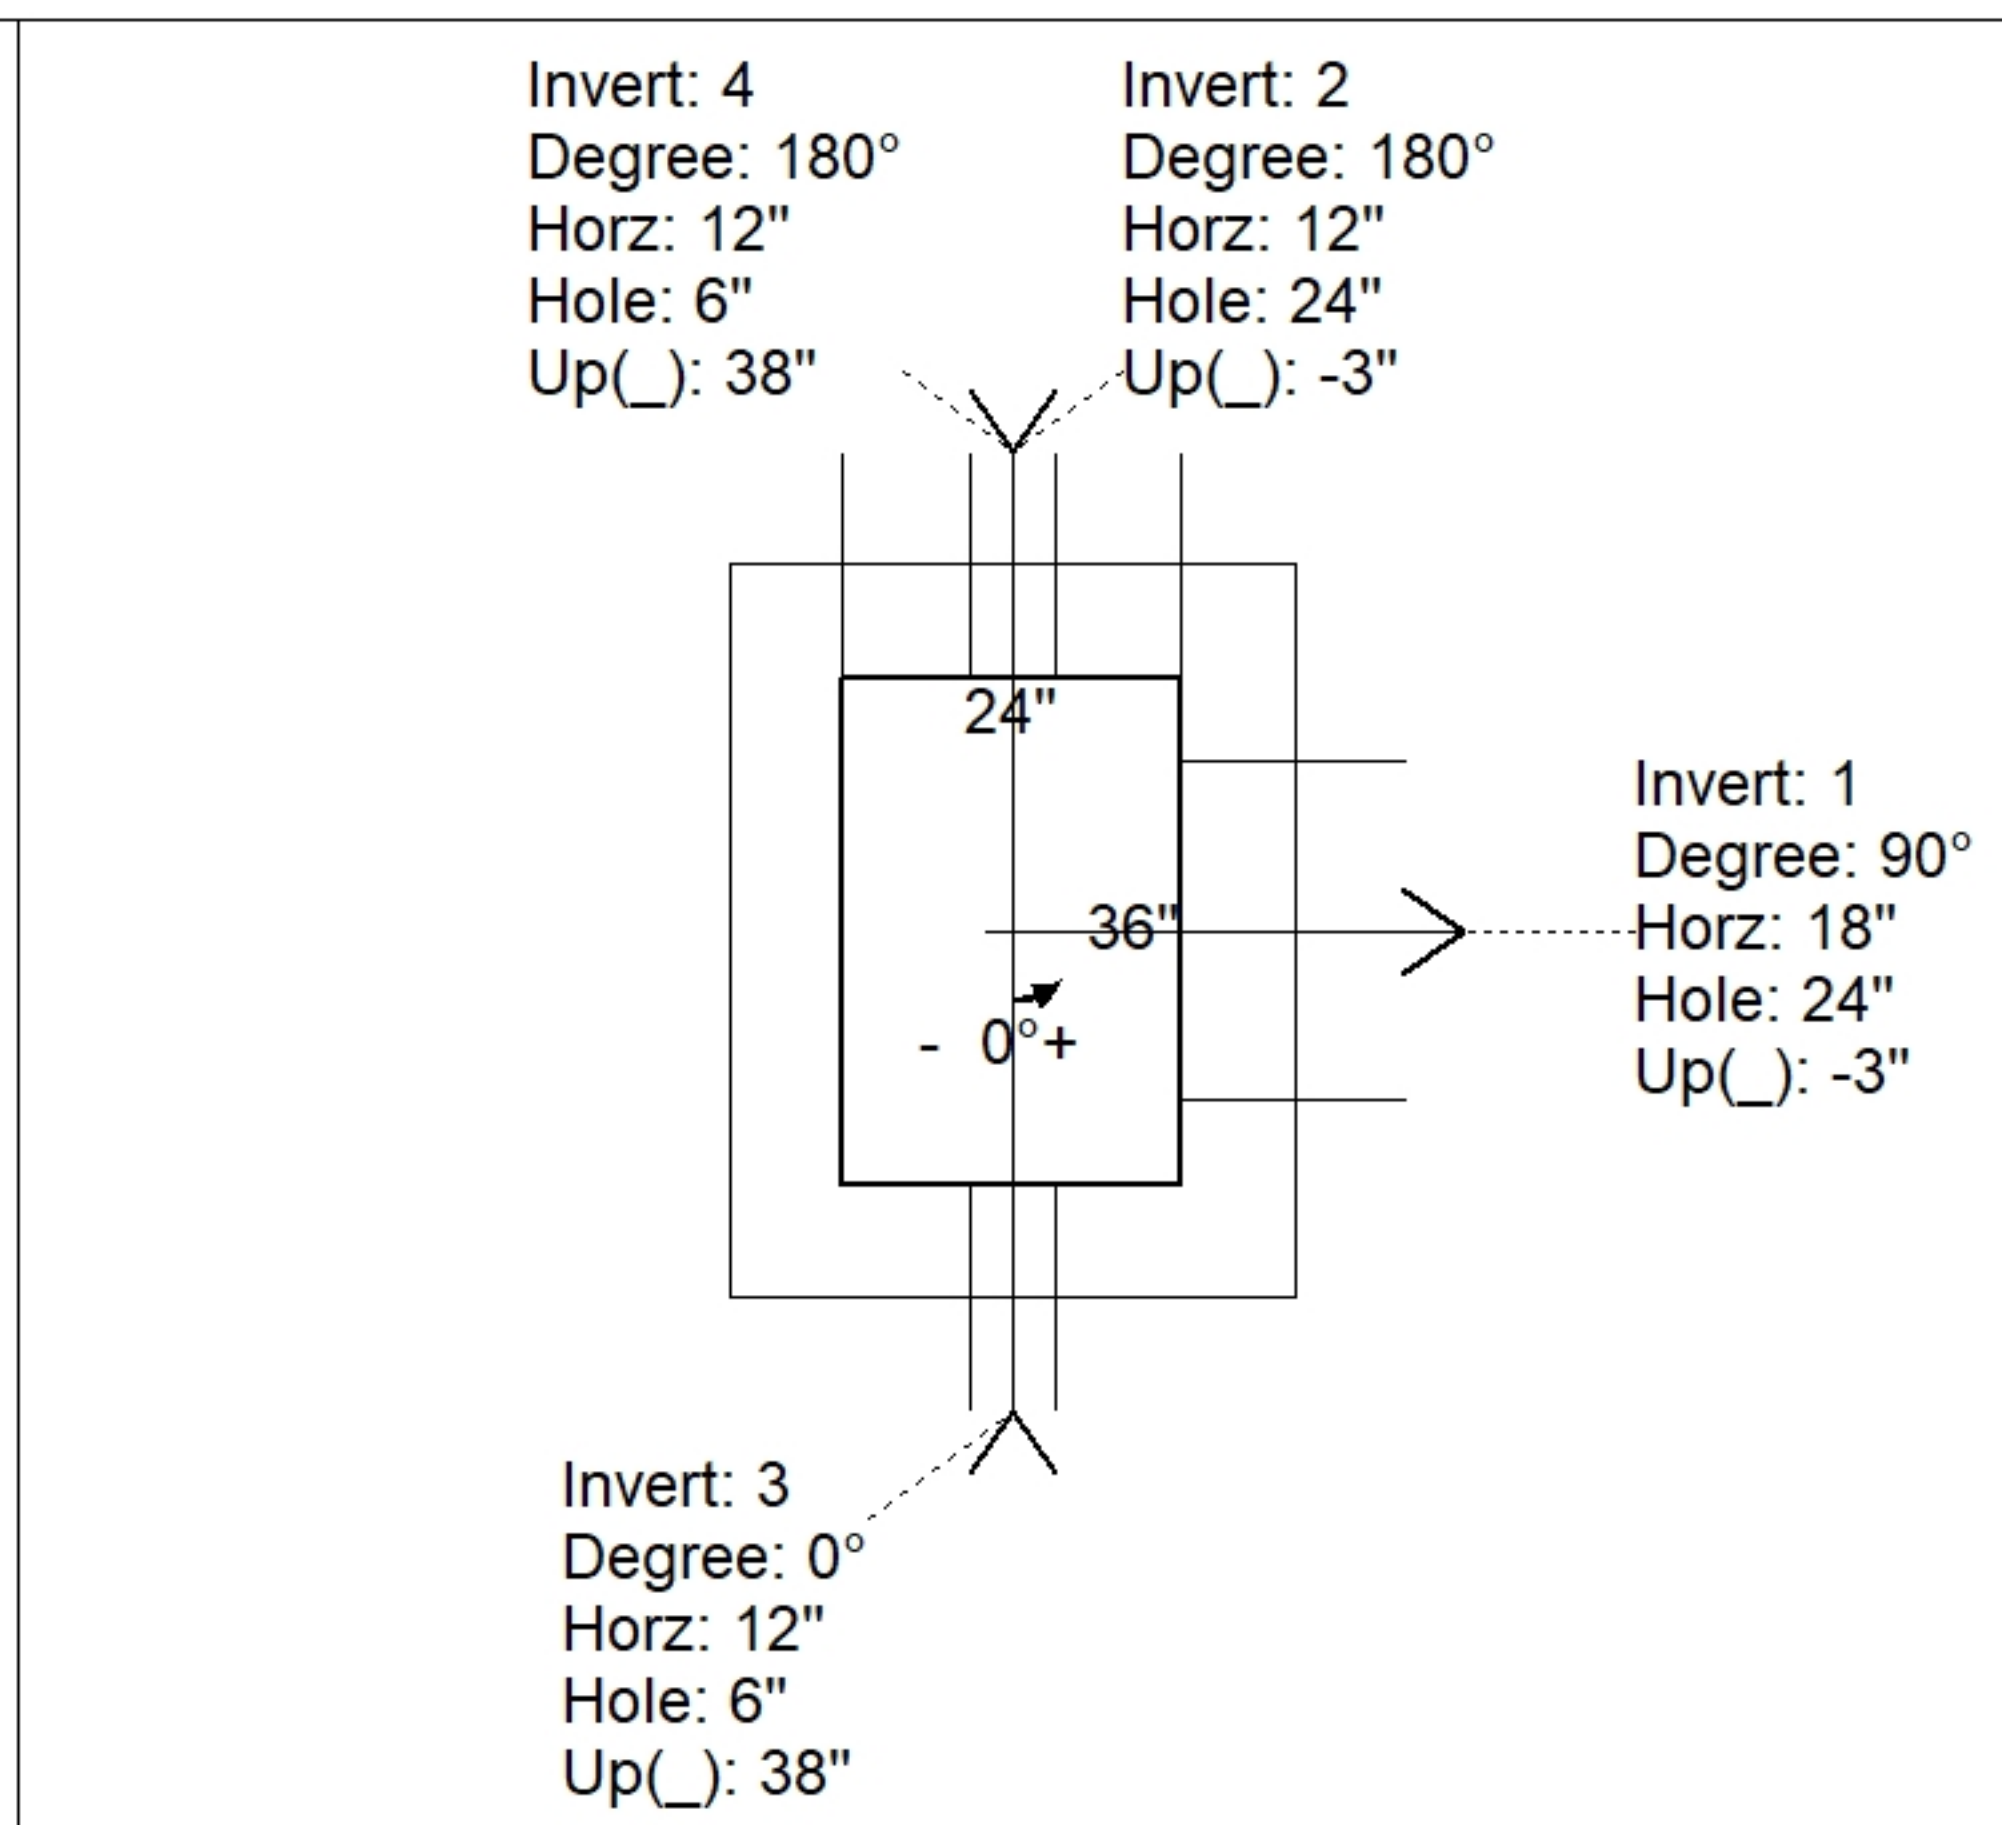 Invert: 4
Degree: 180°
Horz: 12"
Hole: 6"
Up(_): 38"
Invert: 2
Degree: 180°
Horz: 12"
Hole: 24"
Up(_): -3"
24"
36"
- 0°+
Invert: 1
Degree: 90°
Horz: 18"
Hole: 24"
Up(_): -3"
Invert: 3
Degree: 0°
Horz: 12"
Hole: 6"
Up(_): 38"